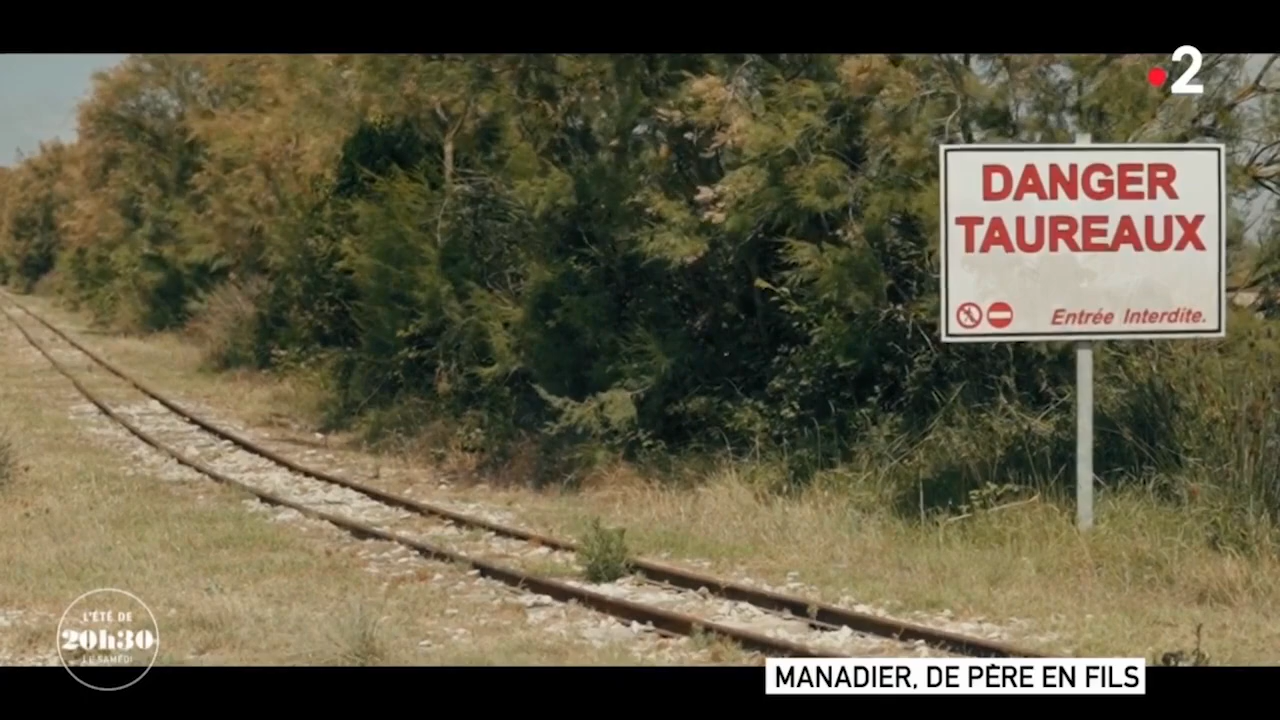 2
DANGER
TAUREAUX
Entrée Interdite.
L'ÉTÉ DE
20h30
LE SAMEDI
MANADIER, DE PÈRE EN FILS